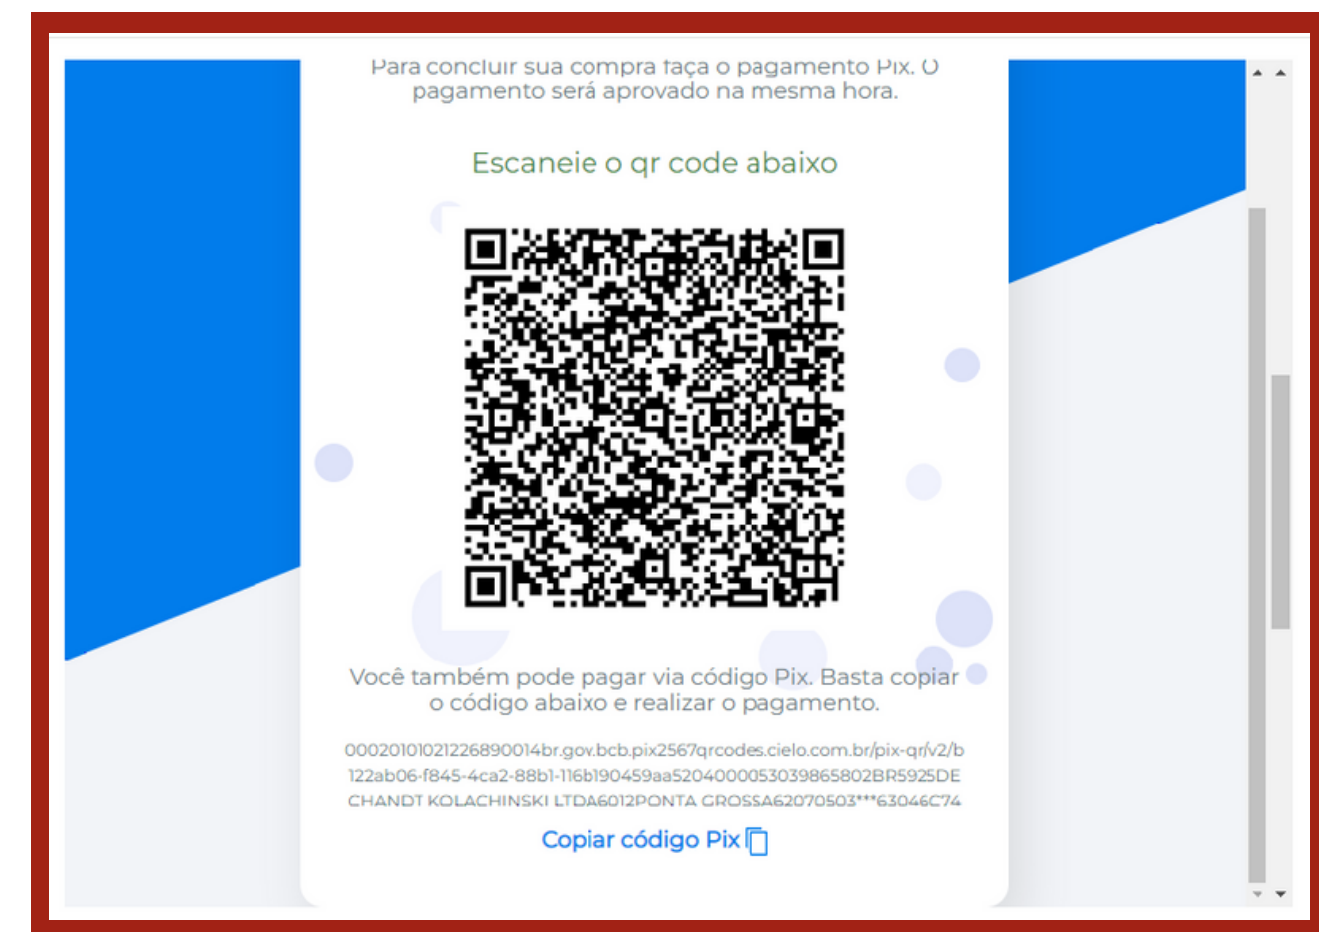 Para concluir sua compra faça o pagamento Pix. O
pagamento será aprovado na mesma hora.
Escaneie o qr code abaixo
Você também pode pagar via código Pix. Basta copiar
o código abaixo e realizar o pagamento.
00020101021226890014br.gov.bcb.pix2567qrcodes.cielo.com.br/pix-qr/v2/b
122ab06-f845-4ca2-88b1-116b190459aa5204000053039865802BR5925DE
CHANDT KOLACHINSKI LTDA6012PONTA GROSSA62070503***63046C74
Copiar código Pix